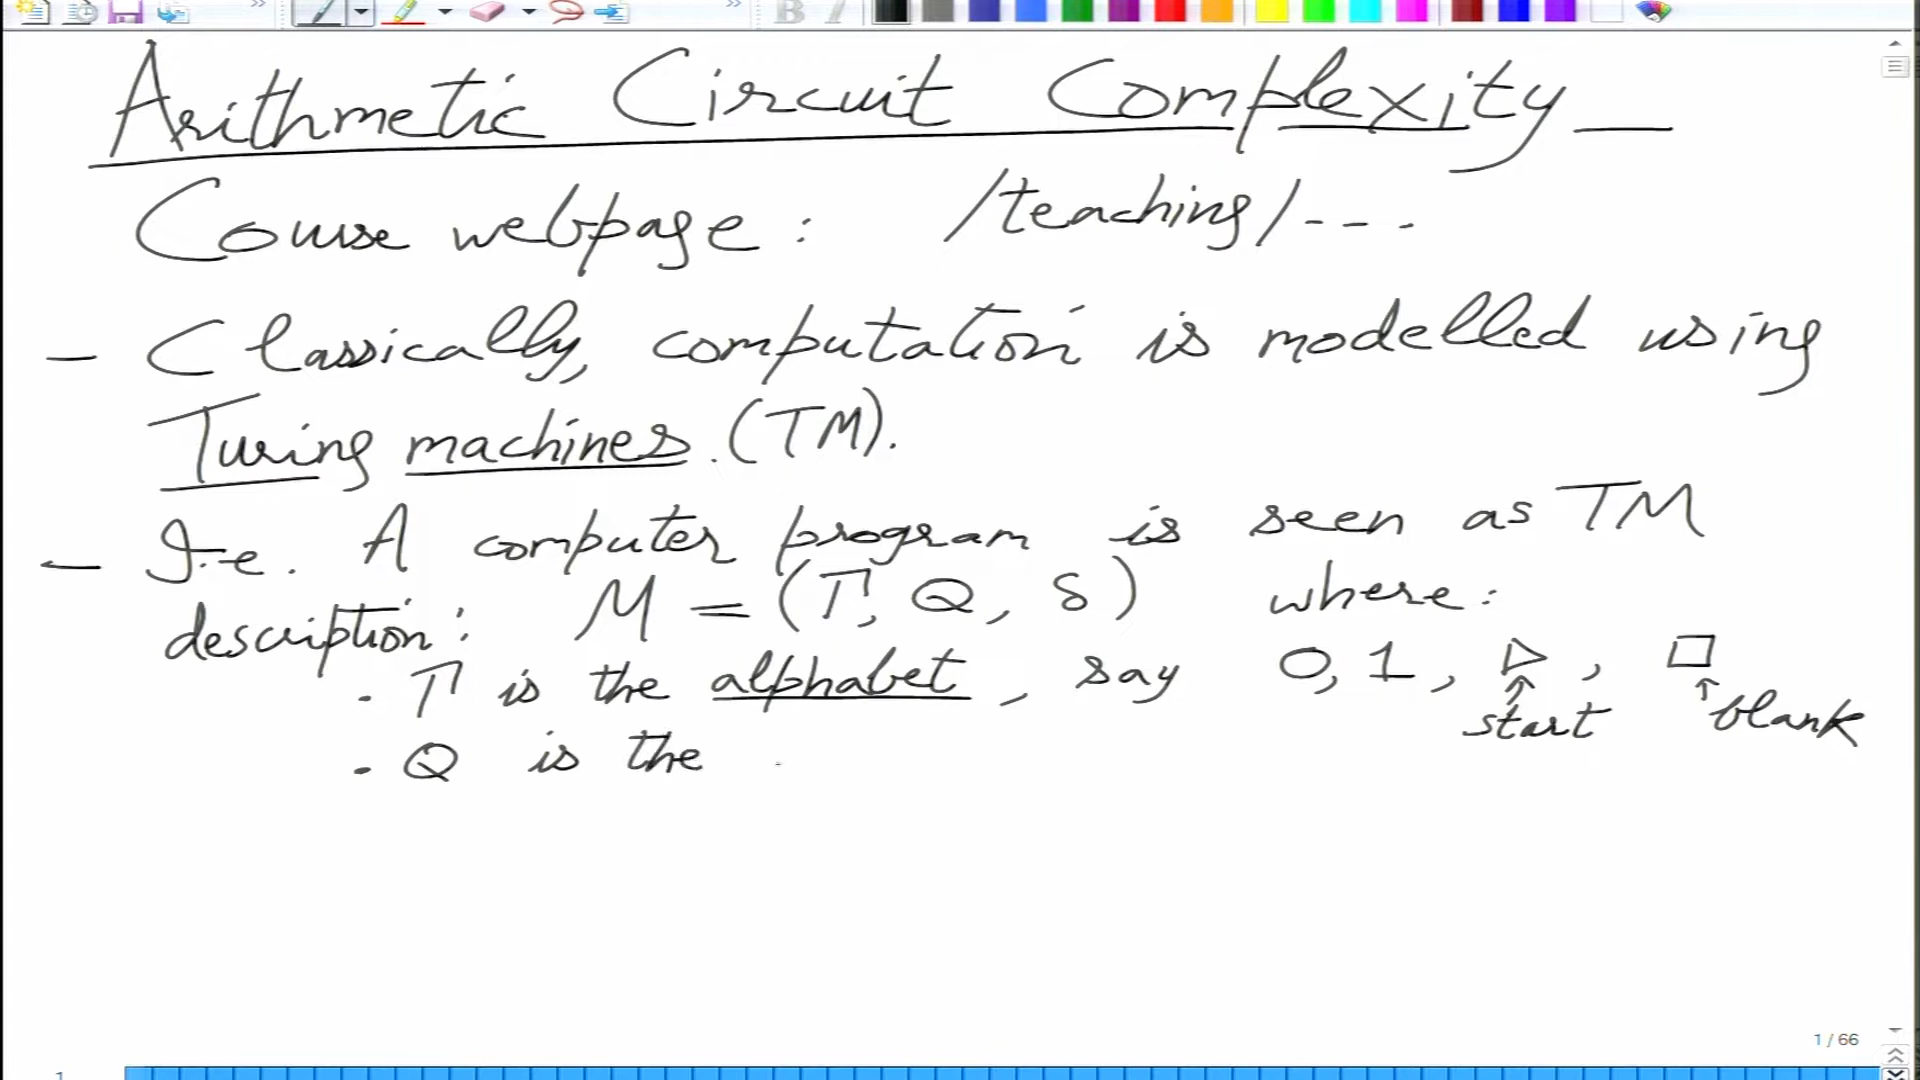 Arithmetic Circuit Complexity
Course webpage: /teaching/---.
- Classically, computation is modelled using
Turing machines. (TM).
- I.e. A computer program is seen as TM
description: M = (Γ, Q, δ) where:
· Γ is the alphabet, say 0, 1, ▷, □
start blank
· Q is the
1 / 66
1